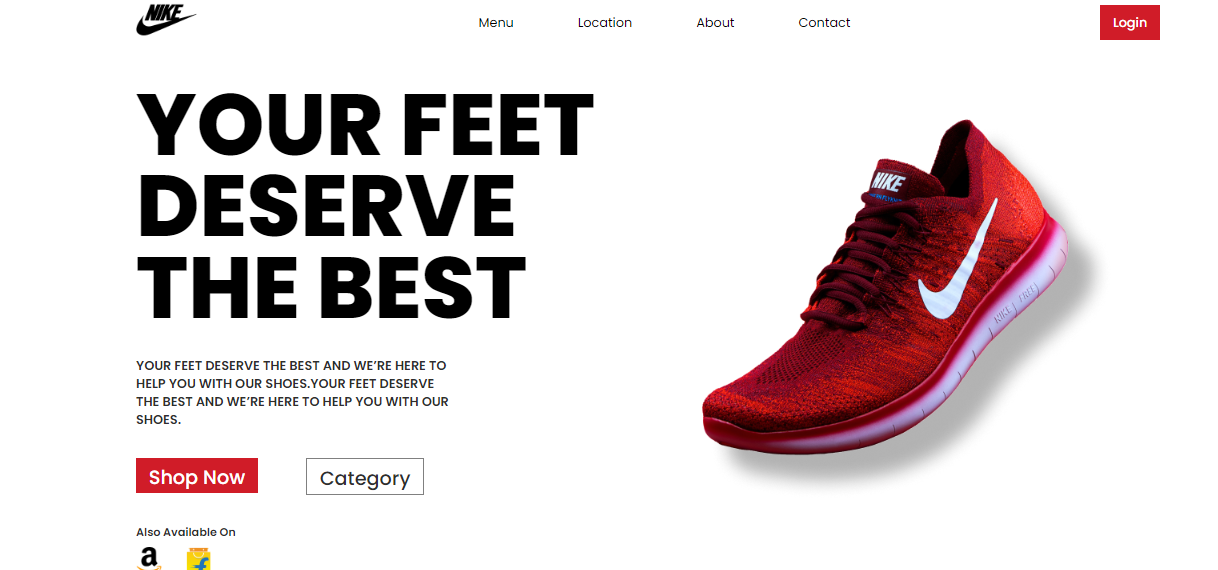 NIKE
Menu Location About Contact Login
YOUR FEET
DESERVE
THE BEST
YOUR FEET DESERVE THE BEST AND WE’RE HERE TO
HELP YOU WITH OUR SHOES.YOUR FEET DESERVE
THE BEST AND WE’RE HERE TO HELP YOU WITH OUR
SHOES.
Shop Now Category
Also Available On
a f
NIKE
NIKE FREE